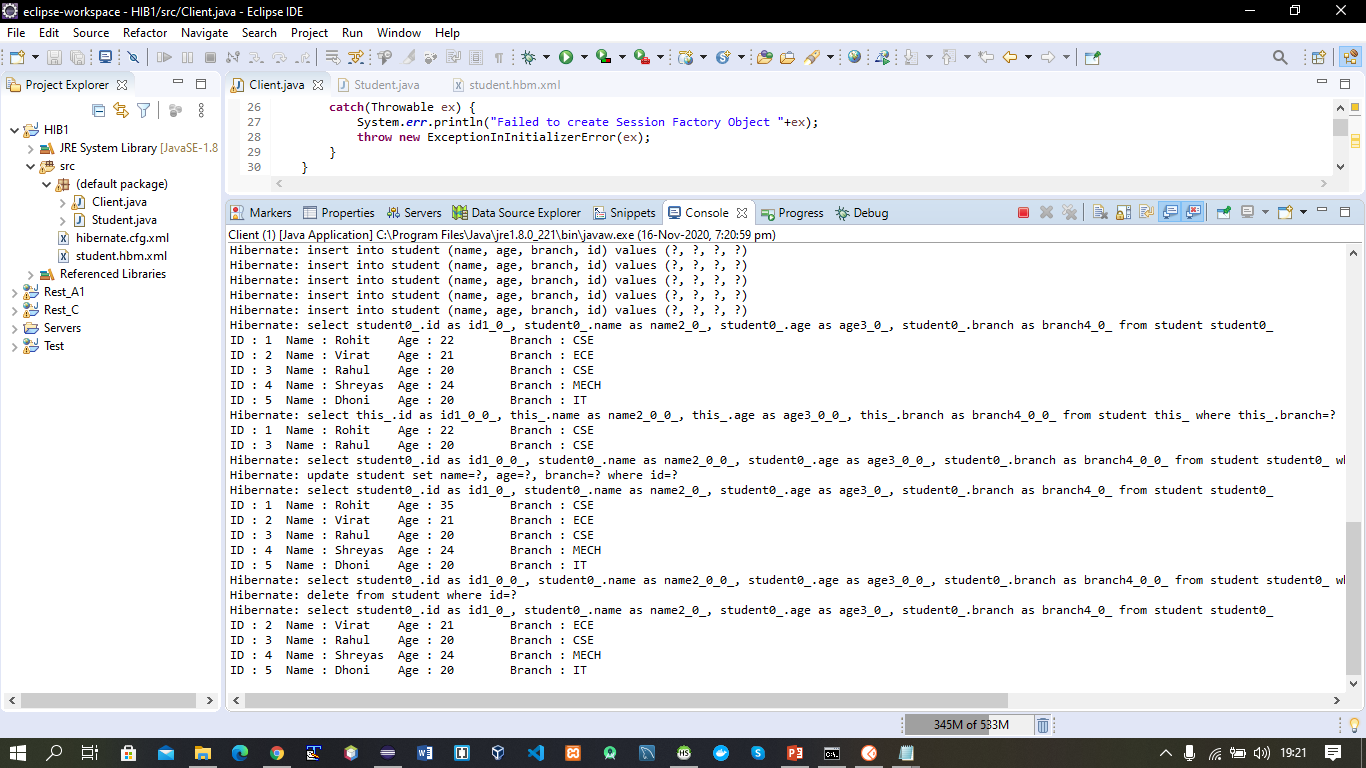 eclipse-workspace - HIB1/src/Client.java - Eclipse IDE
File Edit Source Refactor Navigate Search Project Run Window Help
Project Explorer
HIB1
JRE System Library [JavaSE-1.8
src
(default package)
Client.java
Student.java
hibernate.cfg.xml
student.hbm.xml
Referenced Libraries
Rest_A1
Rest_C
Servers
Test
Client.java Student.java student.hbm.xml
26 catch(Throwable ex) {
27 System.err.println("Failed to create Session Factory Object "+ex);
28 throw new ExceptionInInitializerError(ex);
29 }
30 }
Markers Properties Servers Data Source Explorer Snippets Console Progress Debug
Client (1) [Java Application] C:\Program Files\Java\jre1.8.0_221\bin\javaw.exe (16-Nov-2020, 7:20:59 pm)
Hibernate: insert into student (name, age, branch, id) values (?, ?, ?, ?)
Hibernate: insert into student (name, age, branch, id) values (?, ?, ?, ?)
Hibernate: insert into student (name, age, branch, id) values (?, ?, ?, ?)
Hibernate: insert into student (name, age, branch, id) values (?, ?, ?, ?)
Hibernate: insert into student (name, age, branch, id) values (?, ?, ?, ?)
Hibernate: select student0_.id as id1_0_, student0_.name as name2_0_, student0_.age as age3_0_, student0_.branch as branch4_0_ from student student0_
ID : 1 Name : Rohit Age : 22 Branch : CSE
ID : 2 Name : Virat Age : 21 Branch : ECE
ID : 3 Name : Rahul Age : 20 Branch : CSE
ID : 4 Name : Shreyas Age : 24 Branch : MECH
ID : 5 Name : Dhoni Age : 20 Branch : IT
Hibernate: select this_.id as id1_0_0_, this_.name as name2_0_0_, this_.age as age3_0_0_, this_.branch as branch4_0_0_ from student this_ where this_.branch=?
ID : 1 Name : Rohit Age : 22 Branch : CSE
ID : 3 Name : Rahul Age : 20 Branch : CSE
Hibernate: select student0_.id as id1_0_0_, student0_.name as name2_0_0_, student0_.age as age3_0_0_, student0_.branch as branch4_0_0_ from student student0_ wh
Hibernate: update student set name=?, age=?, branch=? where id=?
Hibernate: select student0_.id as id1_0_, student0_.name as name2_0_, student0_.age as age3_0_, student0_.branch as branch4_0_ from student student0_
ID : 1 Name : Rohit Age : 35 Branch : CSE
ID : 2 Name : Virat Age : 21 Branch : ECE
ID : 3 Name : Rahul Age : 20 Branch : CSE
ID : 4 Name : Shreyas Age : 24 Branch : MECH
ID : 5 Name : Dhoni Age : 20 Branch : IT
Hibernate: select student0_.id as id1_0_0_, student0_.name as name2_0_0_, student0_.age as age3_0_0_, student0_.branch as branch4_0_0_ from student student0_ wh
Hibernate: delete from student where id=?
Hibernate: select student0_.id as id1_0_, student0_.name as name2_0_, student0_.age as age3_0_, student0_.branch as branch4_0_ from student student0_
ID : 2 Name : Virat Age : 21 Branch : ECE
ID : 3 Name : Rahul Age : 20 Branch : CSE
ID : 4 Name : Shreyas Age : 24 Branch : MECH
ID : 5 Name : Dhoni Age : 20 Branch : IT
345M of 533M
19:21